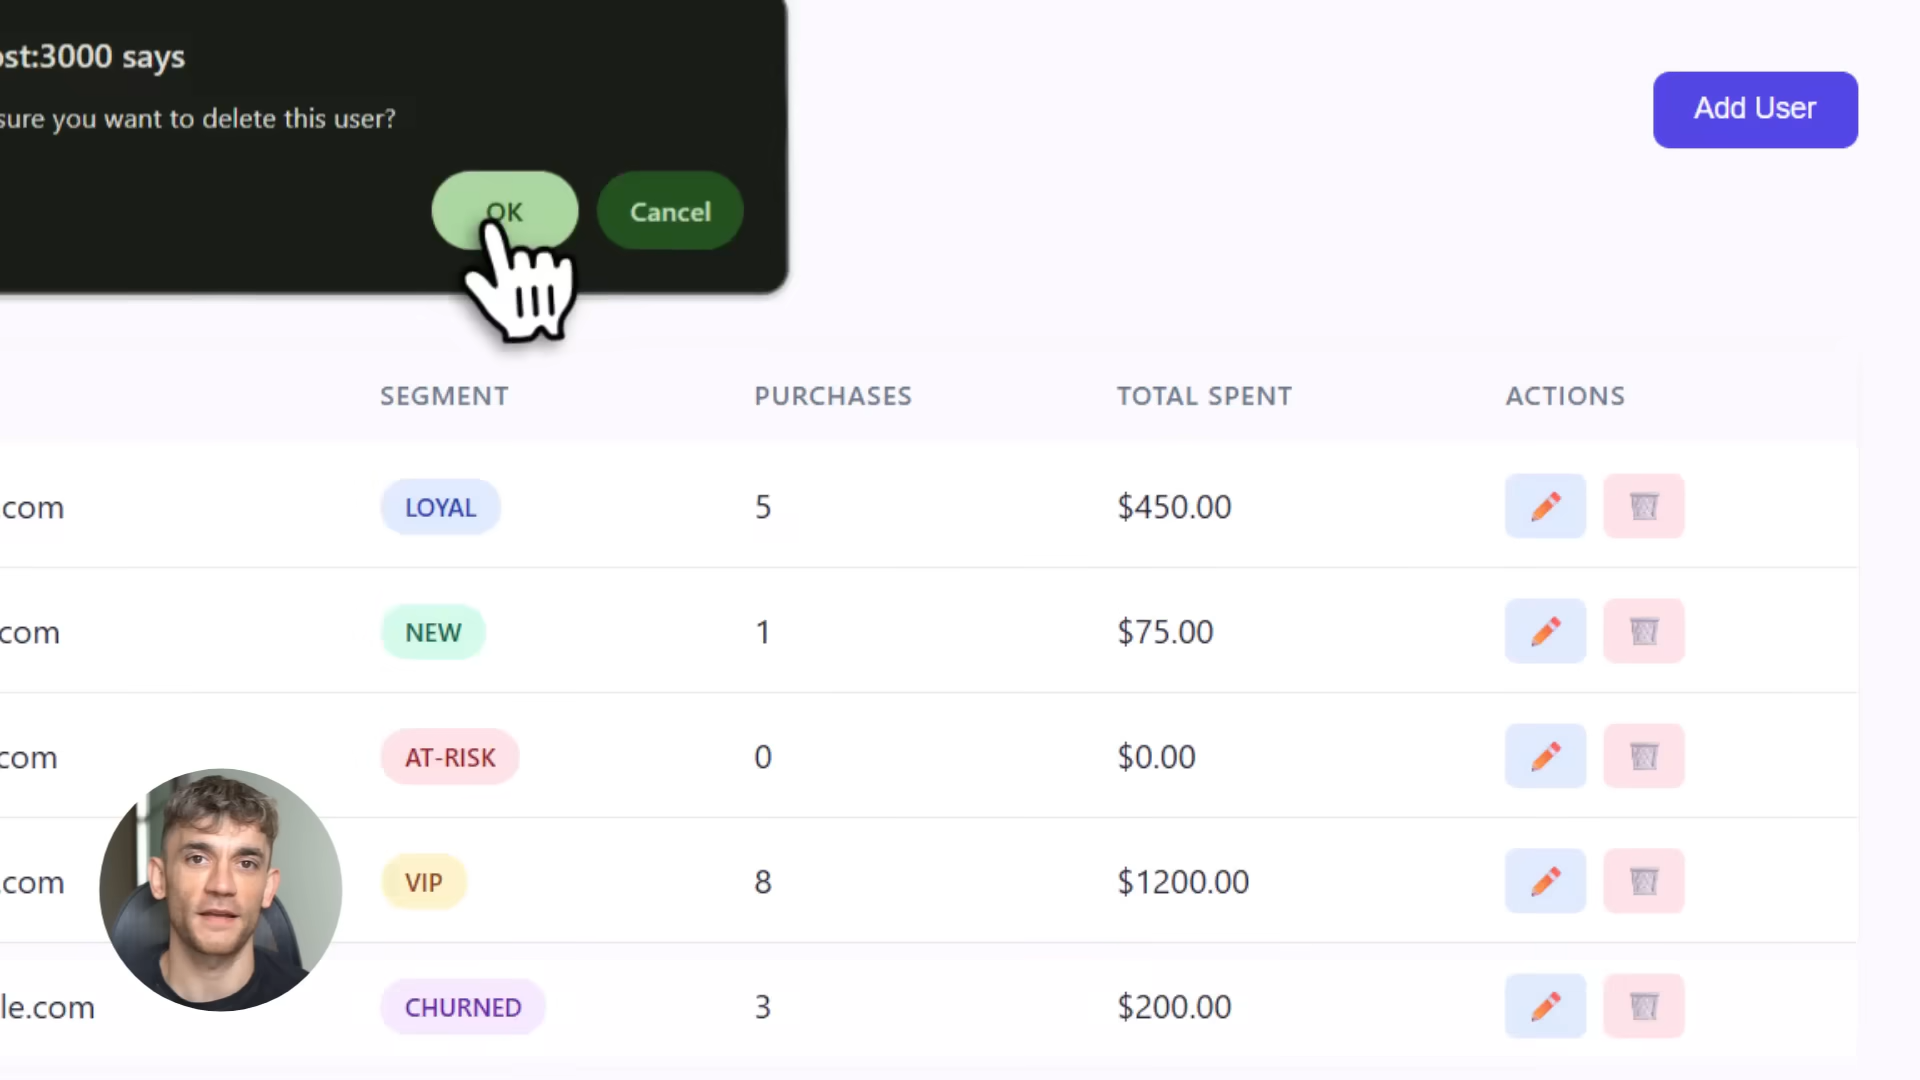 ost:3000 says
sure you want to delete this user?
OK Cancel
Add User
SEGMENT PURCHASES TOTAL SPENT ACTIONS
.com LOYAL 5 $450.00
.com NEW 1 $75.00
.com AT-RISK 0 $0.00
.com VIP 8 $1200.00
le.com CHURNED 3 $200.00